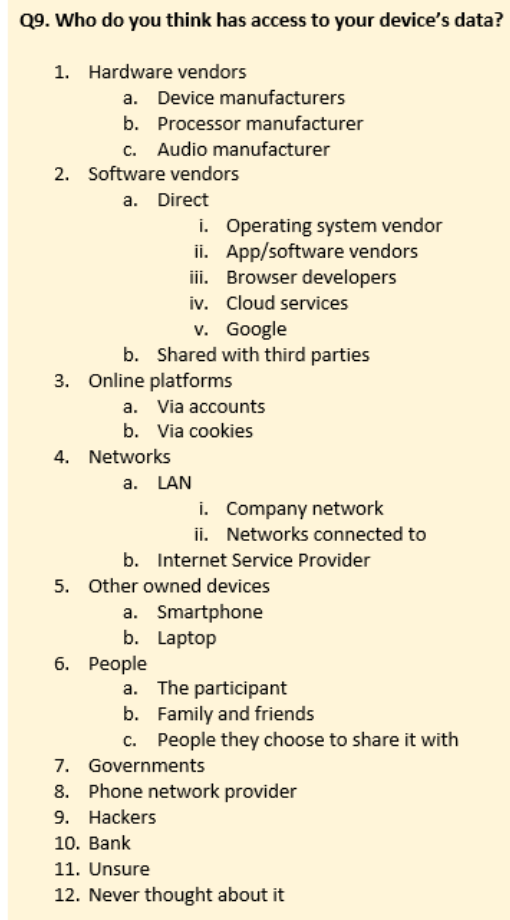 Q9. Who do you think has access to your device's data?
1. Hardware vendors
a. Device manufacturers
b. Processor manufacturer
c. Audio manufacturer
2. Software vendors
a. Direct
i. Operating system vendor
ii. App/software vendors
iii. Browser developers
iv. Cloud services
v. Google
b. Shared with third parties
3. Online platforms
a. Via accounts
b. Via cookies
4. Networks
a. LAN
i. Company network
ii. Networks connected to
b. Internet Service Provider
5. Other owned devices
a. Smartphone
b. Laptop
6. People
a. The participant
b. Family and friends
c. People they choose to share it with
7. Governments
8. Phone network provider
9. Hackers
10. Bank
11. Unsure
12. Never thought about it